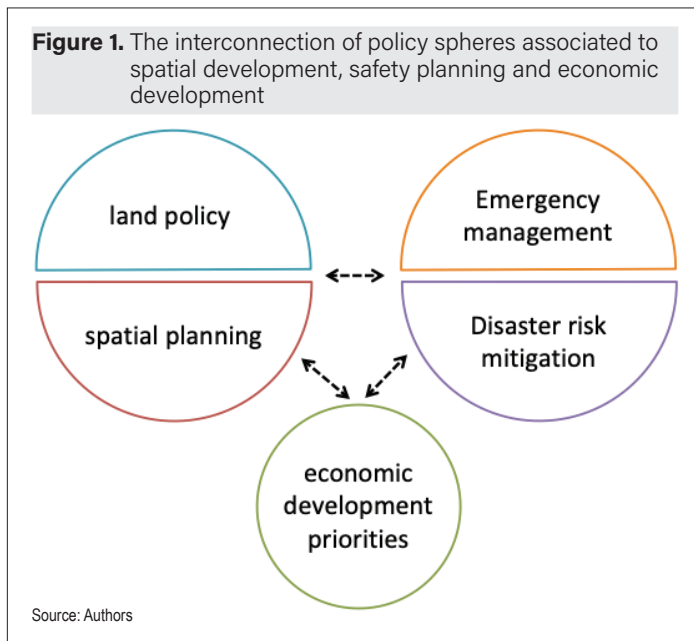 Figure 1. The interconnection of policy spheres associated to
spatial development, safety planning and economic
development
land policy
spatial planning
Emergency
management
Disaster risk
mitigation
economic
development
priorities
Source: Authors